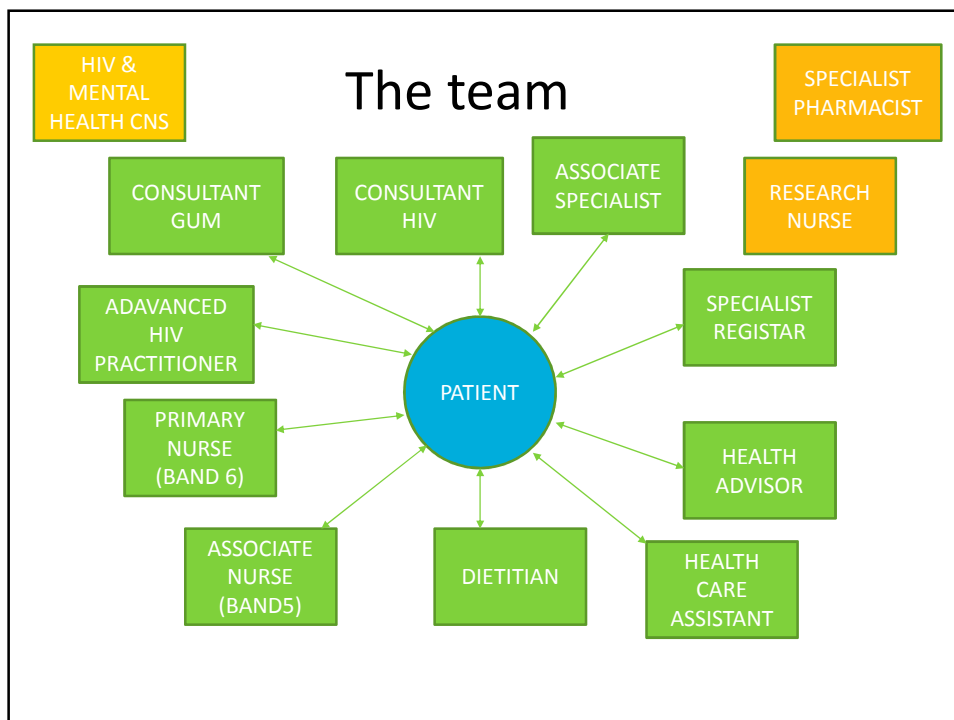 The team
HIV &
MENTAL
HEALTH CNS
SPECIALIST
PHARMACIST
CONSULTANT
GUM
CONSULTANT
HIV
ASSOCIATE
SPECIALIST
RESEARCH
NURSE
ADAVANCED
HIV
PRACTITIONER
SPECIALIST
REGISTAR
PATIENT
PRIMARY
NURSE
(BAND 6)
HEALTH
ADVISOR
ASSOCIATE
NURSE
(BAND5)
DIETITIAN
HEALTH
CARE
ASSISTANT